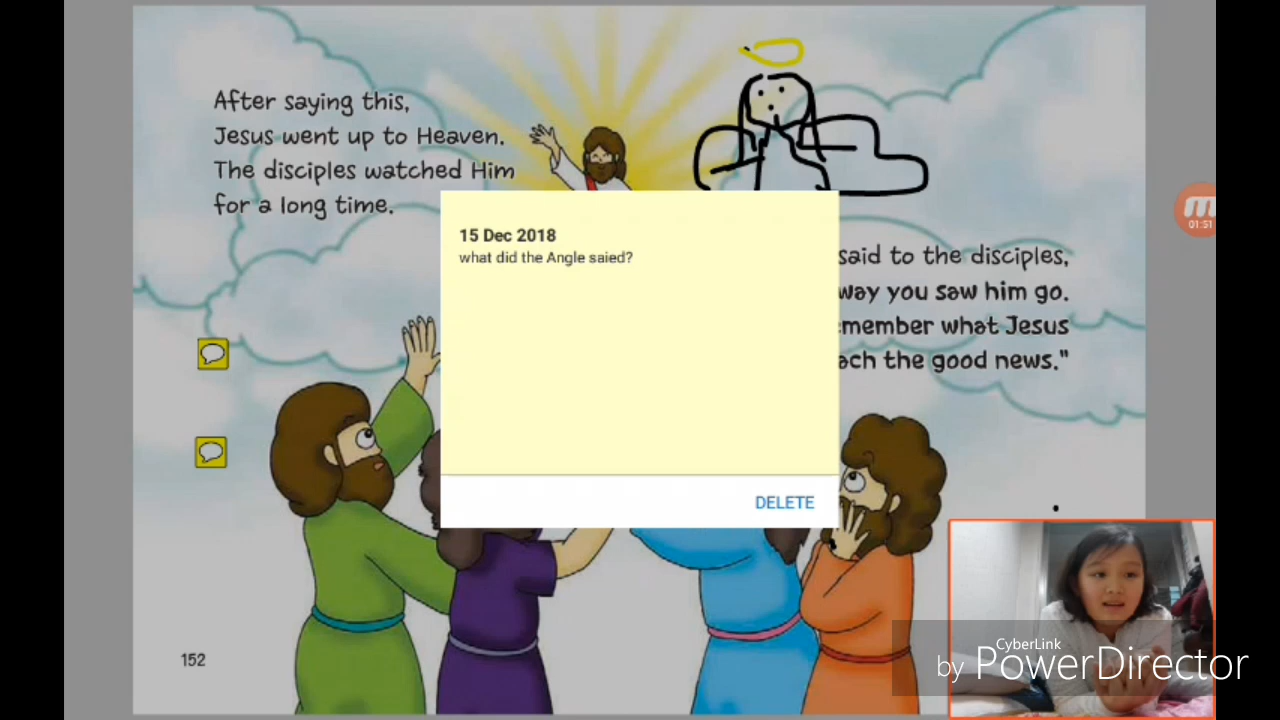 After saying this,
Jesus went up to Heaven.
The disciples watched Him
for a long time.
15 Dec 2018
what did the Angle saied?
said to the disciples,
way you saw him go.
what Jesus
the good news."
DELETE
01:51
152
CyberLink
by PowerDirector